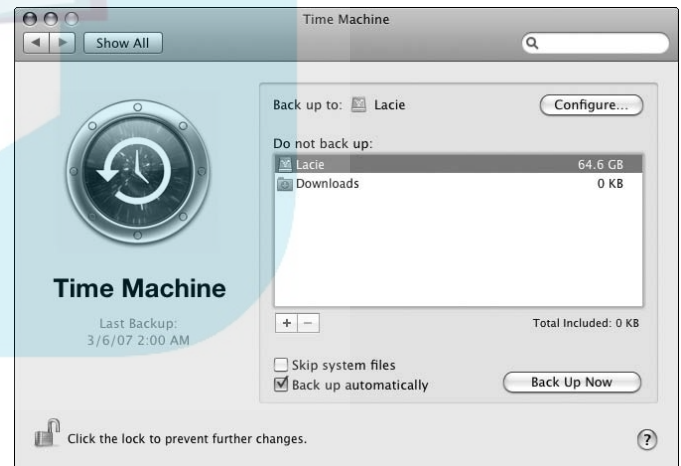 Time Machine
Show All
Back up to: Lacie
Configure...
Do not back up:
Lacie 64.6 GB
Downloads 0 KB
Time Machine
Last Backup:
3/6/07 2:00 AM
+ −
Total Included: 0 KB
Skip system files
Back up automatically
Back Up Now
Click the lock to prevent further changes.
?